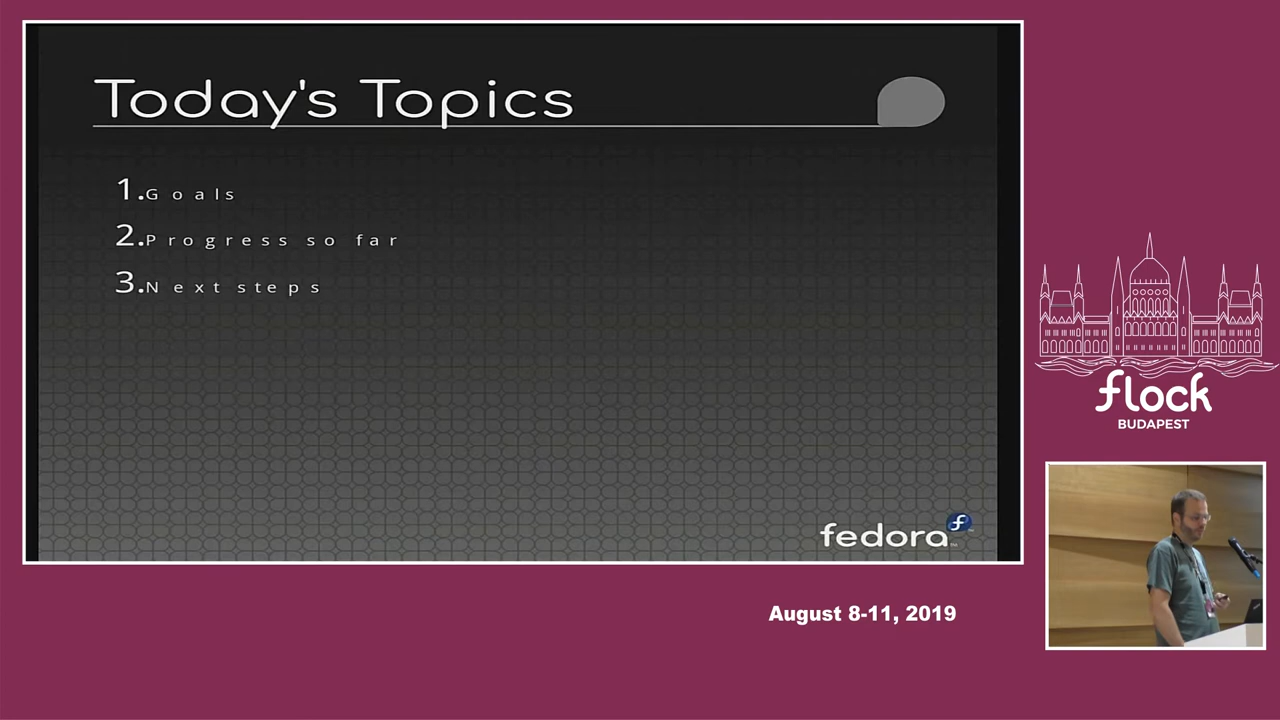 Today's Topics
1. Goals
2. Progress so far
3. Next steps
fedora
flock
BUDAPEST
August 8-11, 2019